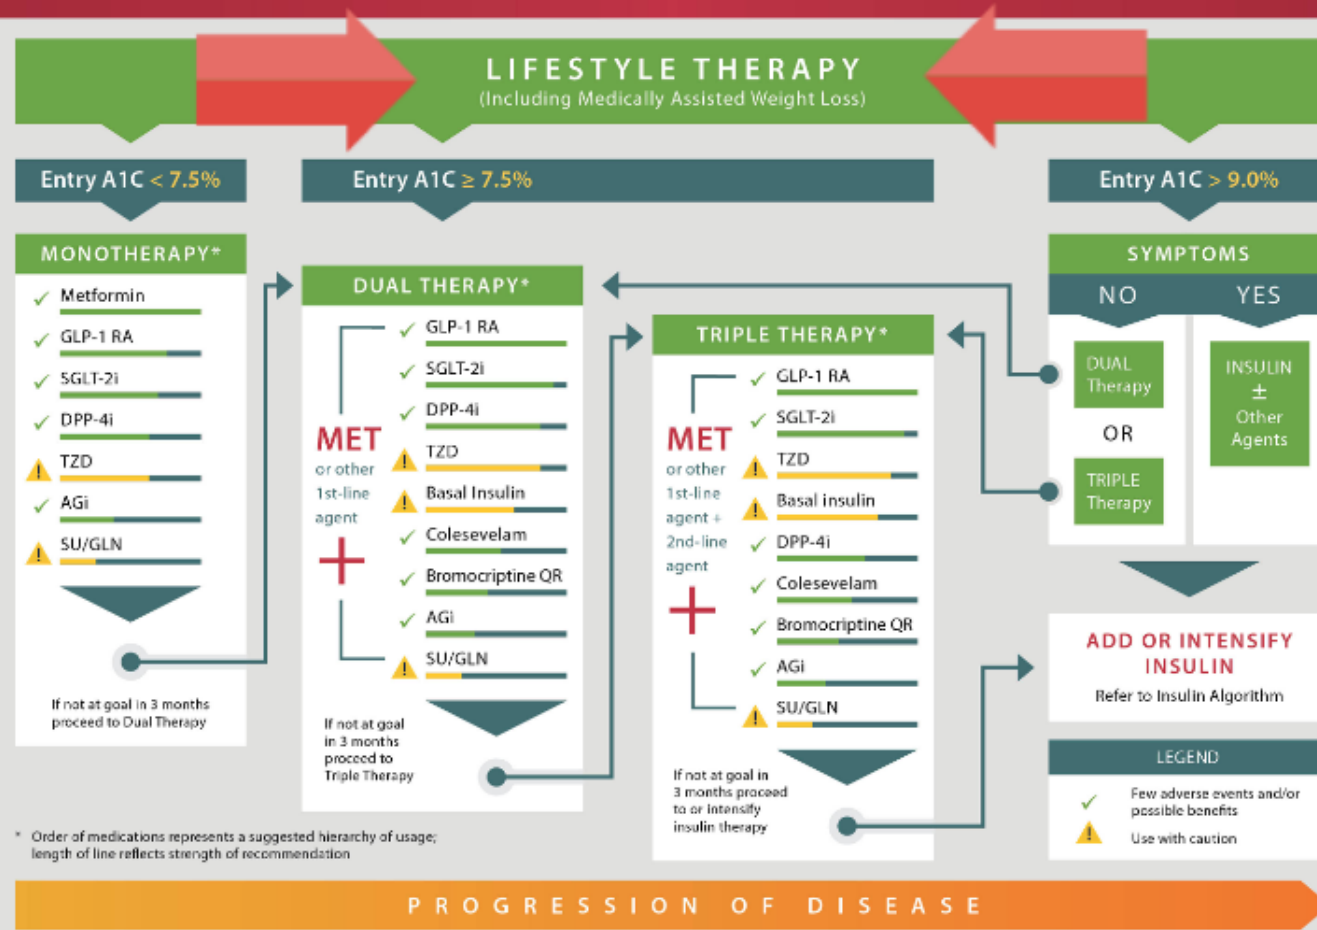 LIFESTYLE THERAPY
(Including Medically Assisted Weight Loss)
Entry A1C < 7.5%
MONOTHERAPY*
Metformin
GLP-1 RA
SGLT-2i
DPP-4i
TZD
AGi
SU/GLN
If not at goal in 3 months
proceed to Dual Therapy
Entry A1C ≥ 7.5%
DUAL THERAPY*
MET
or other
1st-line
agent
+
GLP-1 RA
SGLT-2i
DPP-4i
TZD
Basal Insulin
Colesevelam
Bromocriptine QR
AGi
SU/GLN
If not at goal
in 3 months
proceed to
Triple Therapy
TRIPLE THERAPY*
MET
or other
1st-line
agent +
2nd-line
agent
+
GLP-1 RA
SGLT-2i
TZD
Basal insulin
DPP-4i
Colesevelam
Bromocriptine QR
AGi
SU/GLN
If not at goal in
3 months proceed
to or intensify
insulin therapy
Entry A1C > 9.0%
SYMPTOMS
NO
YES
DUAL
Therapy
OR
TRIPLE
Therapy
INSULIN
±
Other
Agents
ADD OR INTENSIFY
INSULIN
Refer to Insulin Algorithm
LEGEND
Few adverse events and/or
possible benefits
Use with caution
* Order of medications represents a suggested hierarchy of usage;
length of line reflects strength of recommendation
PROGRESSION OF DISEASE